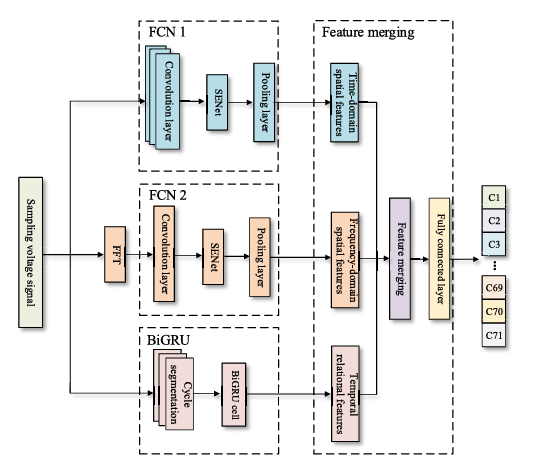 FCN 1
Feature merging
Convolution layer
SENet
Pooling layer
Time-domain
spatial features
Sampling voltage signal
FCN 2
FFT
Convolution layer
SENet
Pooling layer
Frequency-domain
spatial features
Feature merging
Fully connected layer
C1
C2
C3
...
C69
C70
C71
BiGRU
Cycle
segmentation
BiGRU cell
Temporal
relational features